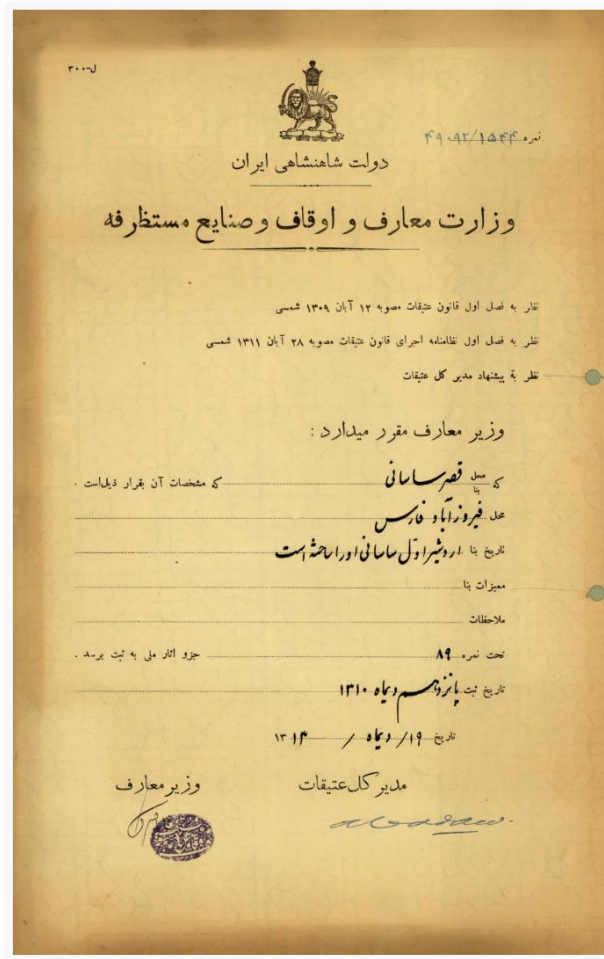 ل-۳۰۰
نمره ۴۹۰۹۲/۱۵۴۴
دولت شاهنشاهی ایران
وزارت معارف و اوقاف و صنایع مستظرفه
نظر به فصل اول قانون عتیقات مصوبه ۱۲ آبان ۱۳۰۹ شمسی
نظر به فصل اول نظامنامه اجرای قانون عتیقات مصوبه ۲۸ آبان ۱۳۱۱ شمسی
نظر به پیشنهاد مدیر کل عتیقات
وزیر معارف مقرر میدارد :
که محل بنا قصر ساسانی که مشخصات آن بقرار ذیل است .
محل فیروزآباد فارس
تاریخ بنا اردشیر اول ساسانی او را ساخته است
ممیزات بنا
ملاحظات
تحت نمره ۸۹ جزو آثار ملی به ثبت برسد .
تاریخ ثبت پانزدهم دیماه ۱۳۱۰
تاریخ ۱۹/ دیماه / ۱۳۱۴
مدیر کل عتیقات
وزیر معارف